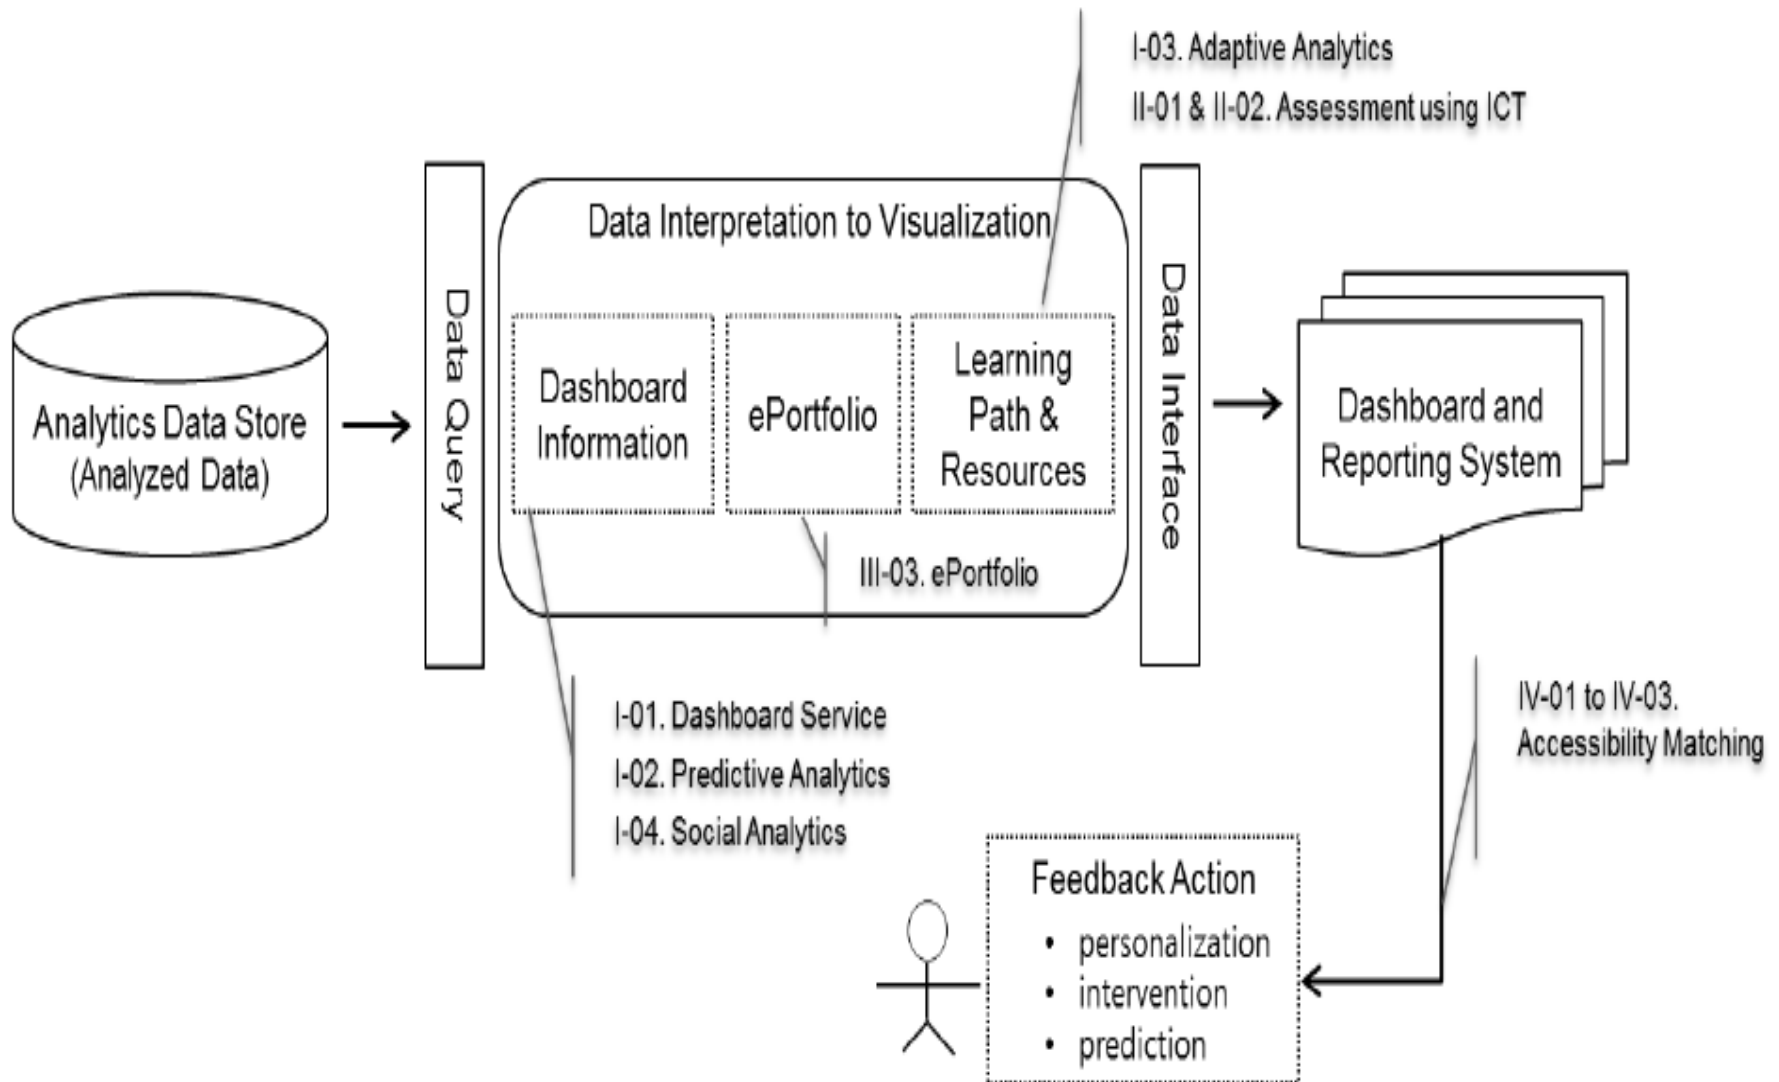 I-03. Adaptive Analytics
II-01 & II-02. Assessment using ICT
Data Interpretation to Visualization
Analytics Data Store
(Analyzed Data)
Data Query
Dashboard
Information
ePortfolio
Learning
Path &
Resources
III-03. ePortfolio
Data Interface
Dashboard and
Reporting System
I-01. Dashboard Service
I-02. Predictive Analytics
I-04. Social Analytics
IV-01 to IV-03.
Accessibility Matching
Feedback Action
• personalization
• intervention
• prediction